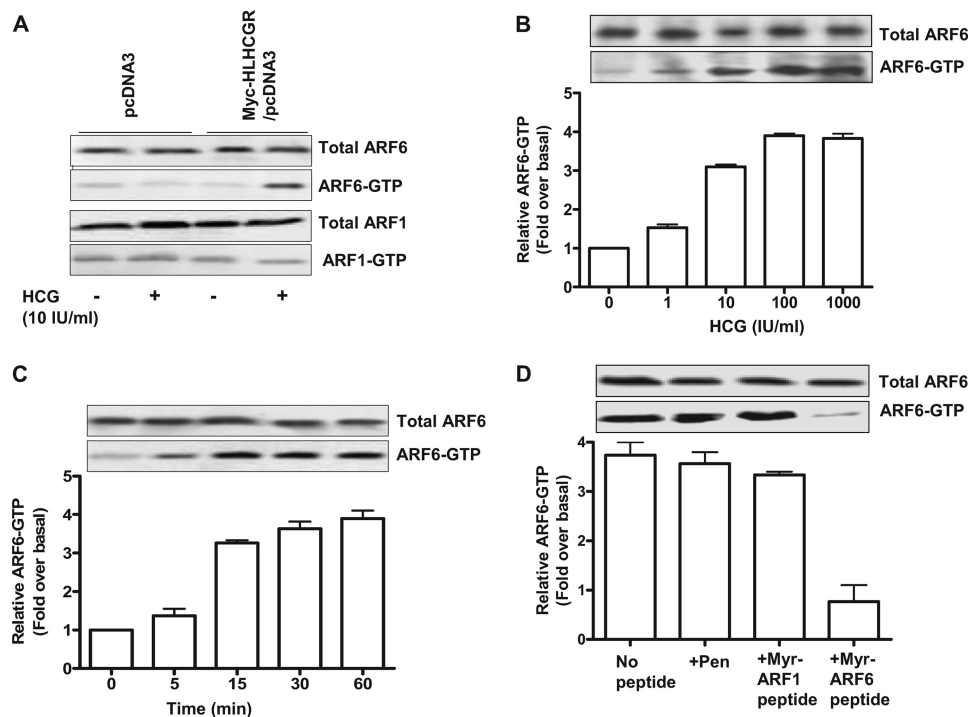 A
pcDNA3
Myc-HLHCGR
/pcDNA3
Total ARF6
ARF6-GTP
Total ARF1
ARF1-GTP
HCG - + - +
(10 IU/ml)
B
Total ARF6
ARF6-GTP
Relative ARF6-GTP
(Fold over basal)
5
4
3
2
1
0
0 1 10 100 1000
HCG (IU/ml)
C
Total ARF6
ARF6-GTP
Relative ARF6-GTP
(Fold over basal)
5
4
3
2
1
0
0 5 15 30 60
Time (min)
D
Total ARF6
ARF6-GTP
Relative ARF6-GTP
(Fold over basal)
4
3
2
1
0
No
peptide
+Pen
+Myr-
ARF1
peptide
+Myr-
ARF6
peptide